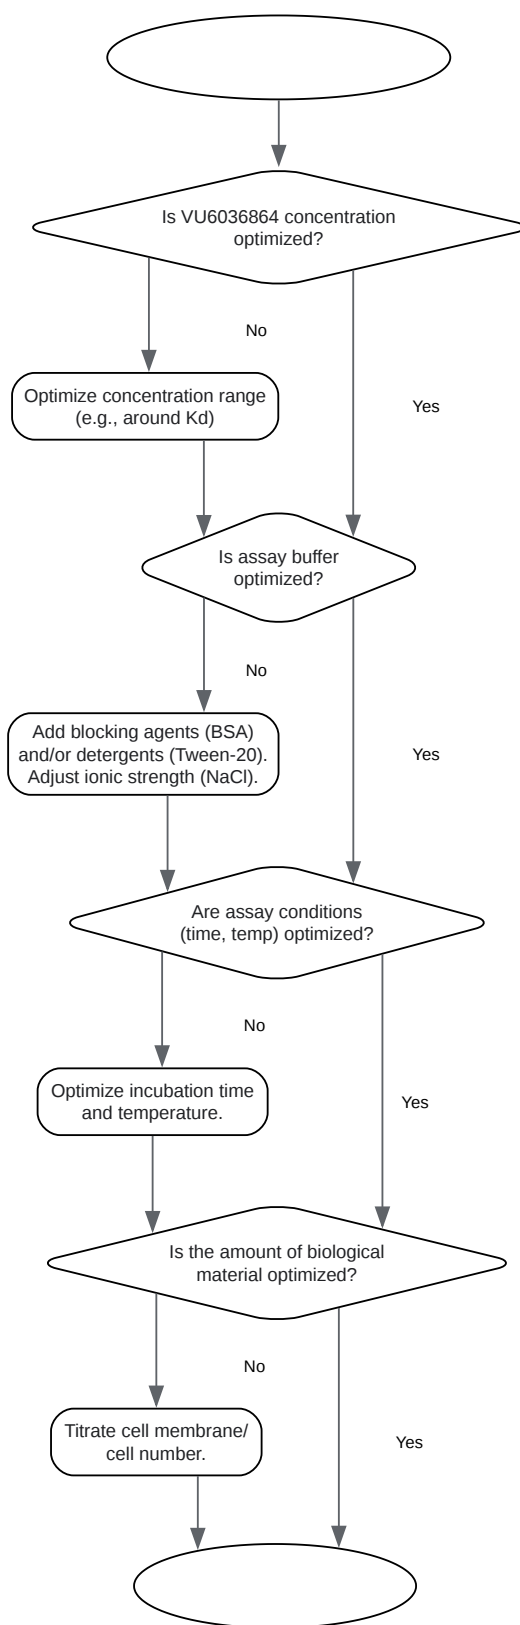 Is VU6036864 concentration
optimized?
No
Optimize concentration range
(e.g., around Kd)
Yes
Is assay buffer
optimized?
No
Add blocking agents (BSA)
and/or detergents (Tween-20).
Adjust ionic strength (NaCl).
Yes
Are assay conditions
(time, temp) optimized?
No
Optimize incubation time
and temperature.
Yes
Is the amount of biological
material optimized?
No
Titrate cell membrane/
cell number.
Yes